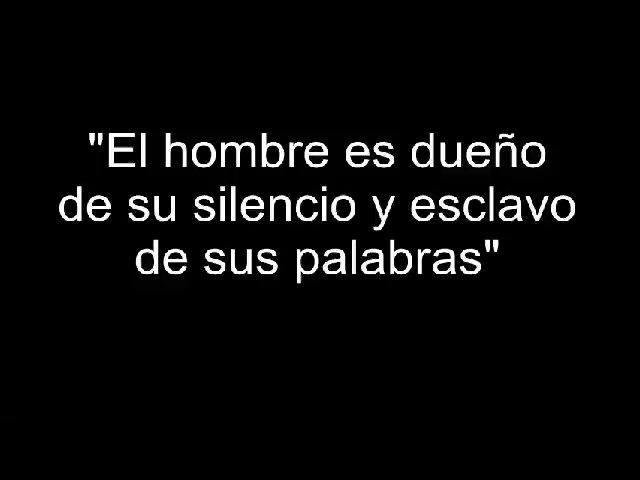 "El hombre es dueño
de su silencio y esclavo
de sus palabras"